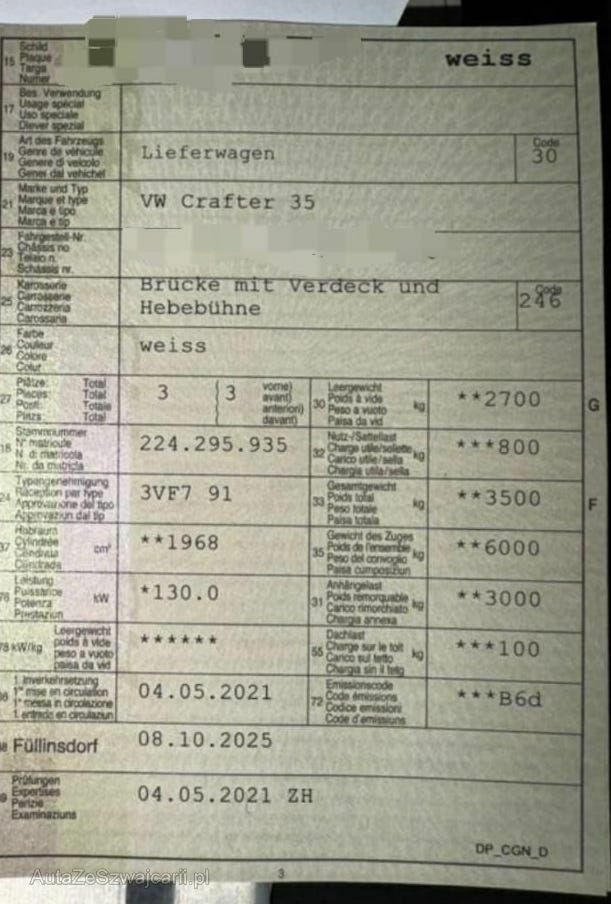 15 Schild
Plaque
Targa
Numer
weiss
17 Bes. Verwendung
Usage spécial
Uso speciale
Diever spezial
19 Art des Fahrzeugs
Genre de véhicule
Genere di veicolo
Gener dal vehichel
Lieferwagen
Code
30
21 Marke und Typ
Marque et type
Marca e tipo
Marca e tip
VW Crafter 35
23 Fahrgestell-Nr.
Châssis no
Telaio n.
Schassis nr.
25 Karosserie
Carrosserie
Carrozzeria
Carossaria
Brücke mit Verdeck und
Hebebühne
Code
246
26 Farbe
Couleur
Colore
Colur
weiss
27 Plätze: Total
Places: Total
Posti: Totale
Plazs: Total
3
3
vorne)
avant)
anteriori)
davant)
30 Leergewicht
Poids à vide
Peso a vuoto
Paisa da vid
kg
**2700
G
18 Stammnummer
N° matricule
N. di matricola
Nr. da matricla
224.295.935
32 Nutz-/Sattellast
Charge utile/sellette
Carico utile/sella
Chargia utila/sella
kg
***800
24 Typengenehmigung
Réception par type
Approvazione del tipo
Approvaziun dal tip
3VF7 91
33 Gesamtgewicht
Poids total
Peso totale
Paisa totala
kg
**3500
F
37 Hubraum
Cylindrée
Cilindrata
Cilindrada
cm³
**1968
35 Gewicht des Zuges
Poids de l'ensemble
Peso del convoglio
Paisa cumposiziun
kg
**6000
76 Leistung
Puissance
Potenza
Prestaziun
kW
*130.0
31 Anhängelast
Poids remorquable
Carico rimorchiato
Chargia annexa
kg
**3000
78 kW/kg
Leergewicht
poids à vide
peso a vuoto
paisa da vid
******
55 Dachlast
Charge sur le toit
Carico sul tetto
Chargia sin il tetg
kg
***100
36 1. Inverkehrsetzung
1re mise en circulation
1a messa in circolazione
1. entrada en circulaziun
04.05.2021
72 Emissionscode
Code émissions
Codice emissioni
Code d'emissiuns
***B6d
38 Füllinsdorf
08.10.2025
39 Prüfungen
Expertises
Perizie
Examinaziuns
04.05.2021 ZH
DP_CGN_D
3
AutaZeSzwajcarii.pl